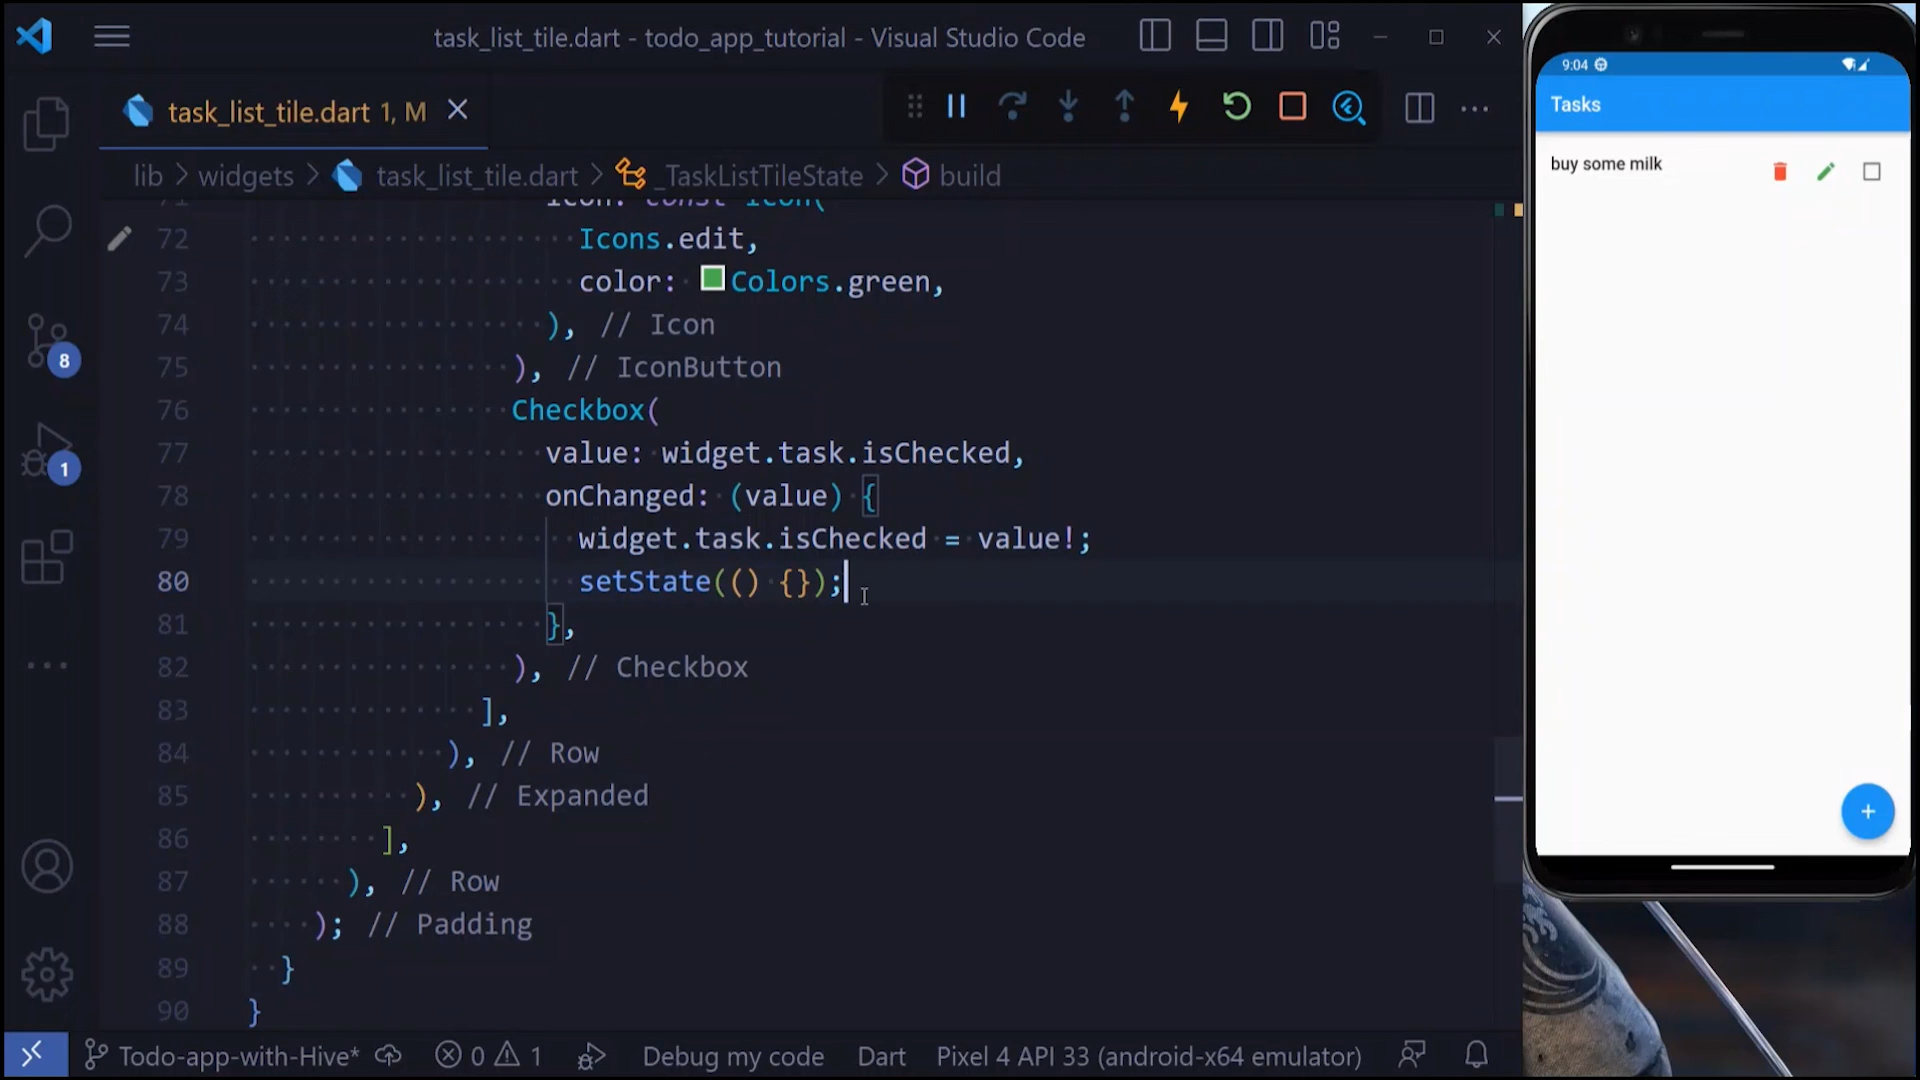 task_list_tile.dart - todo_app_tutorial - Visual Studio Code
task_list_tile.dart 1, M
lib > widgets > task_list_tile.dart > _TaskListTileState > build
71 icon: const Icon(
72 Icons.edit,
73 color: Colors.green,
74 ), // Icon
75 ), // IconButton
76 Checkbox(
77 value: widget.task.isChecked,
78 onChanged: (value) {
79 widget.task.isChecked = value!;
80 setState(() {});
81 },
82 ), // Checkbox
83 ],
84 ), // Row
85 ), // Expanded
86 ],
87 ), // Row
88 ); // Padding
89 }
90 }
8
1
Todo-app-with-Hive* 0 1 Debug my code Dart Pixel 4 API 33 (android-x64 emulator)
9:04
Tasks
buy some milk
+